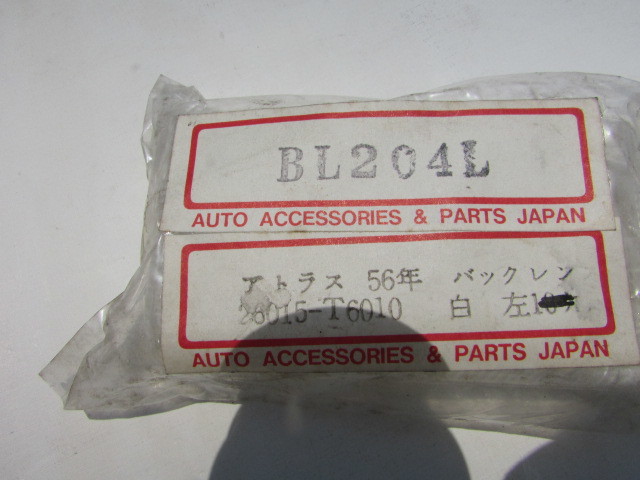 BL204L
AUTO ACCESSORIES & PARTS JAPAN
アトラス 56年 バックレン
26015-T6010 白 左
AUTO ACCESSORIES & PARTS JAPAN